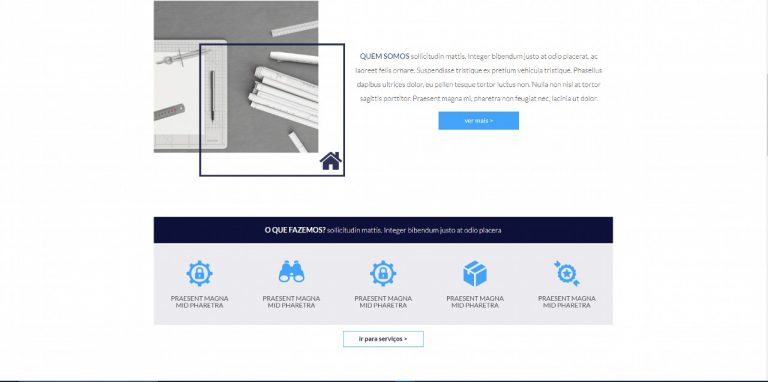 QUEM SOMOS sollicitudin mattis. Integer bibendum justo at odio placerat, ac
laoreet felis ornare. Suspendisse tristique ex pretium vehicula tristique. Phasellus
dapibus ultrices dolor, eu pellen tesque tortor luctus non. Nulla non nisl at tortor
sagittis porttitor. Praesent magna mi, pharetra non feugiat nec, lacinia ut dolor.
ver mais >
O QUE FAZEMOS? sollicitudin mattis. Integer bibendum justo at odio placera
PRAESENT MAGNA
MID PHARETRA
PRAESENT MAGNA
MID PHARETRA
PRAESENT MAGNA
MID PHARETRA
PRAESENT MAGNA
MID PHARETRA
PRAESENT MAGNA
MID PHARETRA
Ir para serviços >